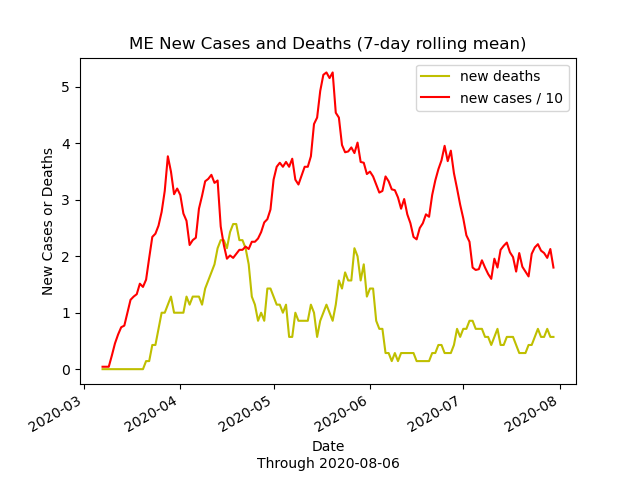 ME New Cases and Deaths (7-day rolling mean)
new deaths
new cases / 10
New Cases or Deaths
5
4
3
2
1
0
2020-03
2020-04
2020-05
2020-06
2020-07
2020-08
Date
Through 2020-08-06